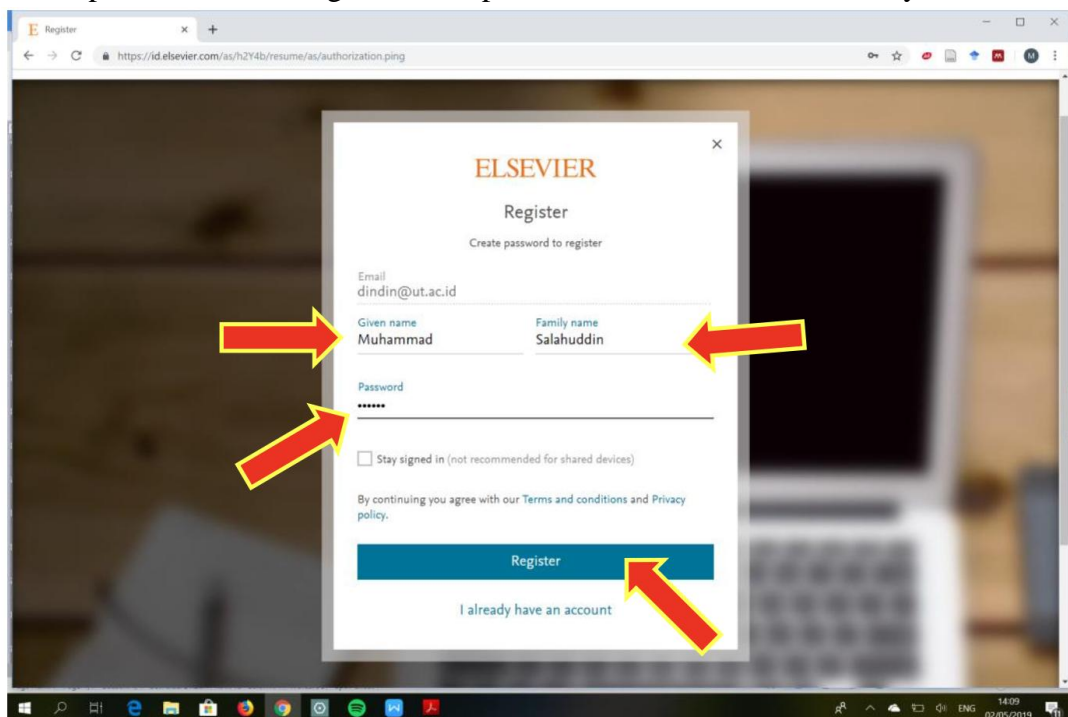 Register
https://id.elsevier.com/as/h2Y4b/resume/as/authorization.ping
M
ELSEVIER
Register
Create password to register
Email
dindin@ut.ac.id
Given name Family name
Muhammad Salahuddin
Password
••••••
Stay signed in (not recommended for shared devices)
By continuing you agree with our Terms and conditions and Privacy
policy.
Register
I already have an account
ENG 14:09
02/05/2019